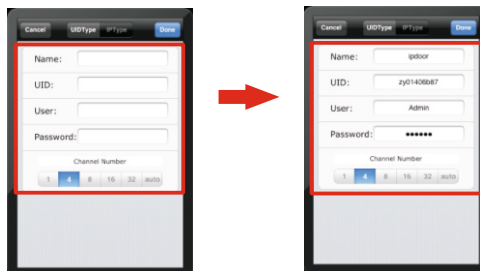 Cancel UIDType IPType Done
Name:
UID:
User:
Password:
Channel Number
1 4 8 16 32 auto
Cancel UIDType IPType Done
Name: ipdoor
UID: zy01406b87
User: Admin
Password: ••••••
Channel Number
1 4 8 16 32 auto